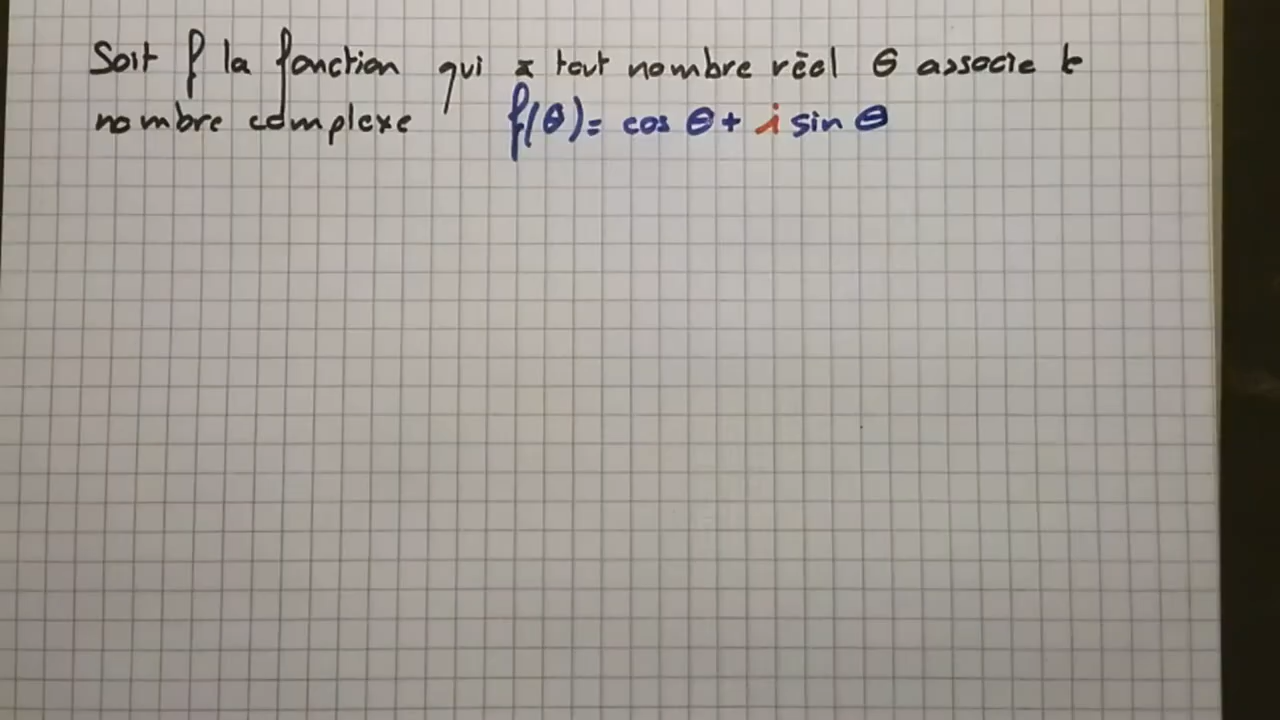 Soit f la fonction qui à tout nombre réel θ associe le
nombre complexe f(θ) = cos θ + i sin θ